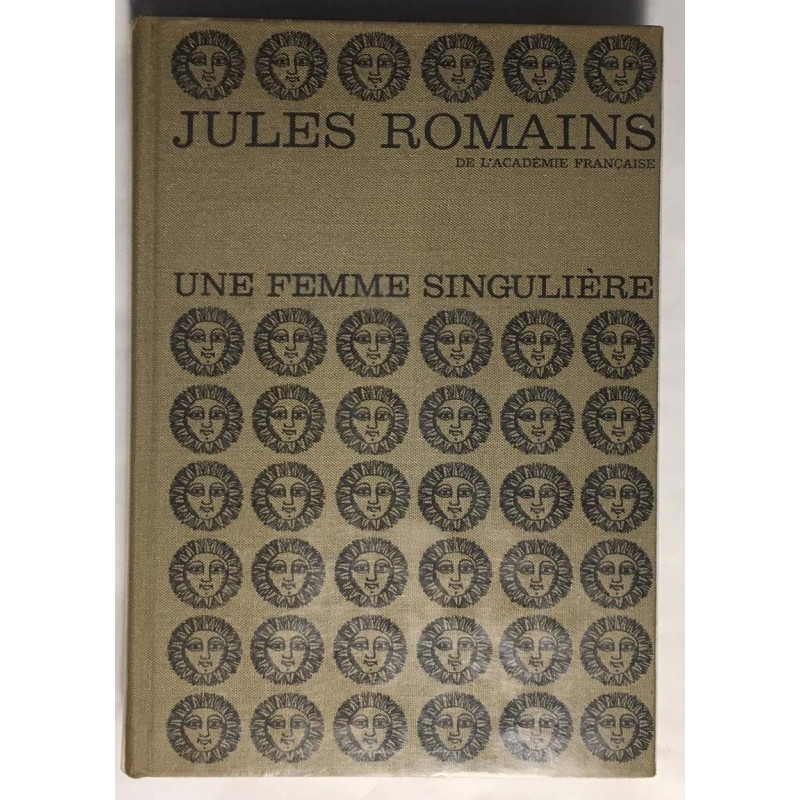 JULES ROMAINS
DE L'ACADÉMIE FRANÇAISE
UNE FEMME SINGULIÈRE